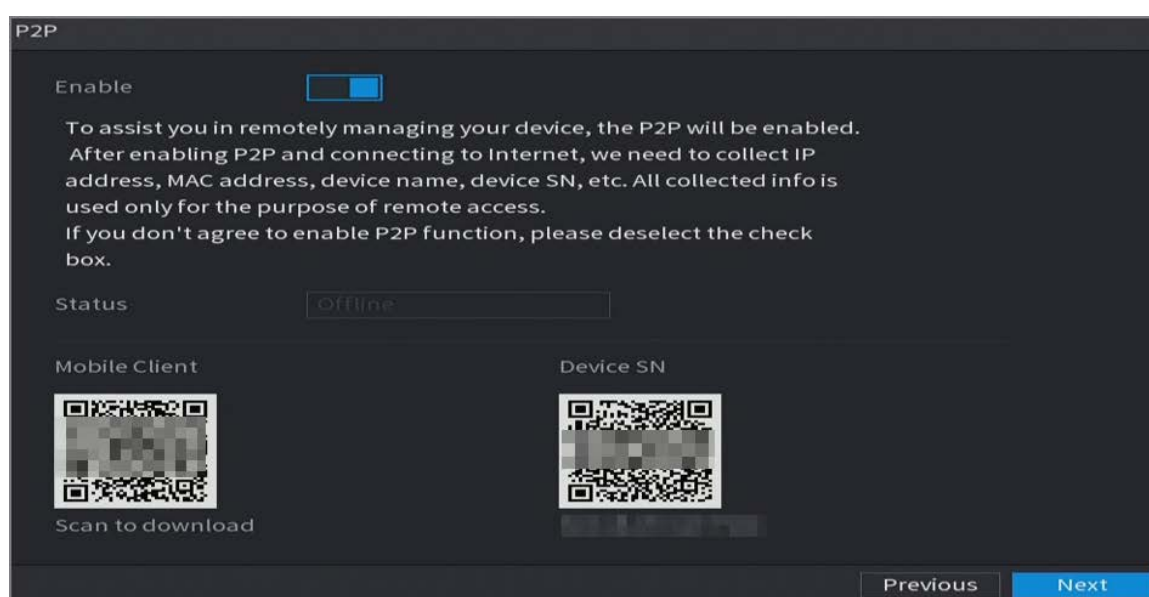 P2P
Enable
To assist you in remotely managing your device, the P2P will be enabled.
After enabling P2P and connecting to Internet, we need to collect IP
address, MAC address, device name, device SN, etc. All collected info is
used only for the purpose of remote access.
If you don't agree to enable P2P function, please deselect the check
box.
Status
Offline
Mobile Client
Device SN
Scan to download
Previous
Next